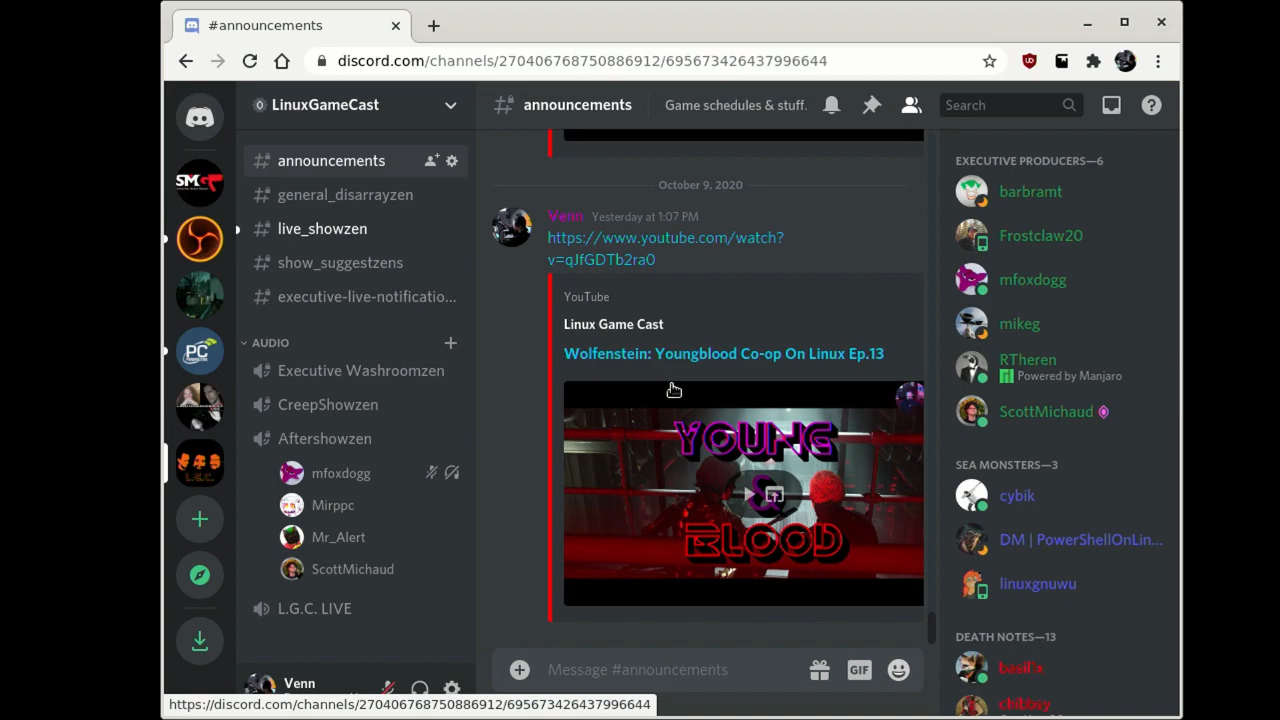 #announcements
discord.com/channels/270406768750886912/695673426437996644
LinuxGameCast
announcements
Game schedules & stuff.
Search
SMG
PC
L.G.C.
announcements
general_disarrayzen
live_showzen
show_suggestzens
executive-live-notificatio...
AUDIO
Executive Washroomzen
CreepShowzen
Aftershowzen
mfoxdogg
Mirppc
Mr_Alert
ScottMichaud
L.G.C. LIVE
Venn
https://discord.com/channels/270406768750886912/695673426437996644
October 9, 2020
Venn Yesterday at 1:07 PM
https://www.youtube.com/watch?
v=qJfGDTb2ra0
YouTube
Linux Game Cast
Wolfenstein: Youngblood Co-op On Linux Ep.13
YOUNG
&
BLOOD
Message #announcements
GIF
EXECUTIVE PRODUCERS—6
barbramt
Frostclaw20
mfoxdogg
mikeg
RTheren
Powered by Manjaro
ScottMichaud
SEA MONSTERS—3
cybik
DM | PowerShellOnLin...
linuxgnuwu
DEATH NOTES—13